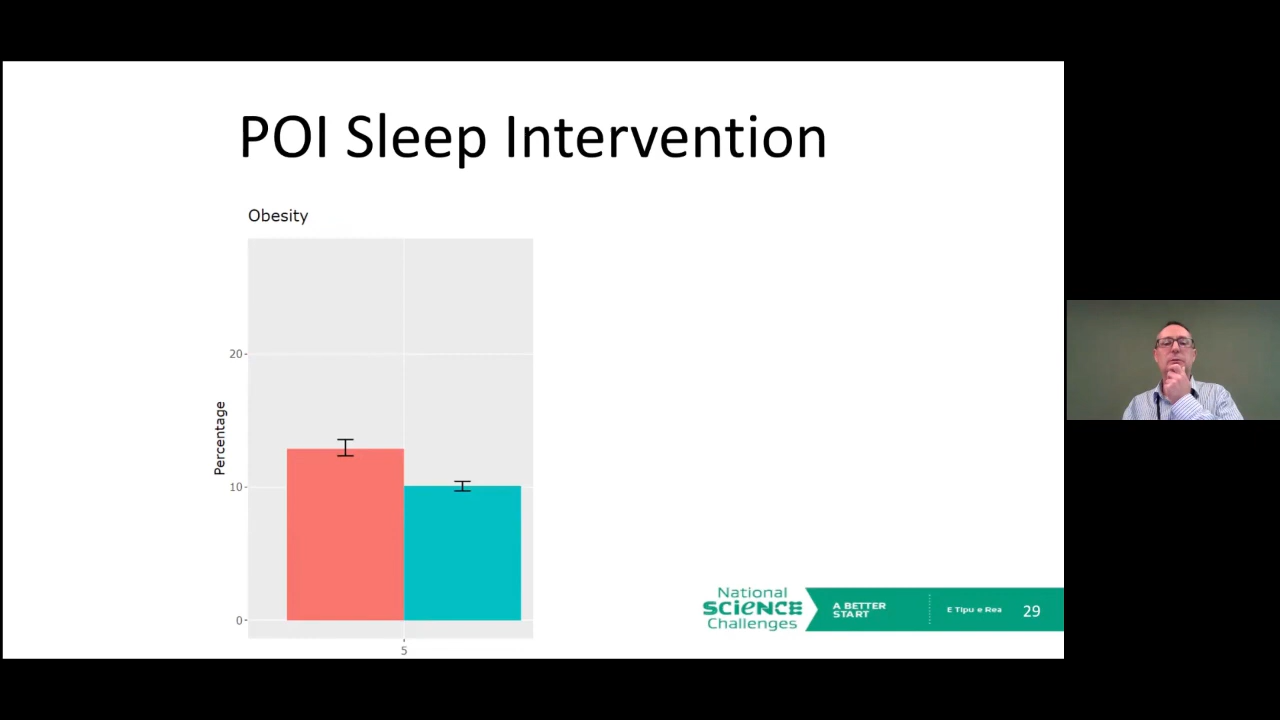 POI Sleep Intervention
Obesity
20
Percentage
10
0
5
National
SCIENCE
Challenges
A BETTER
START
E Tipu e Rea
29